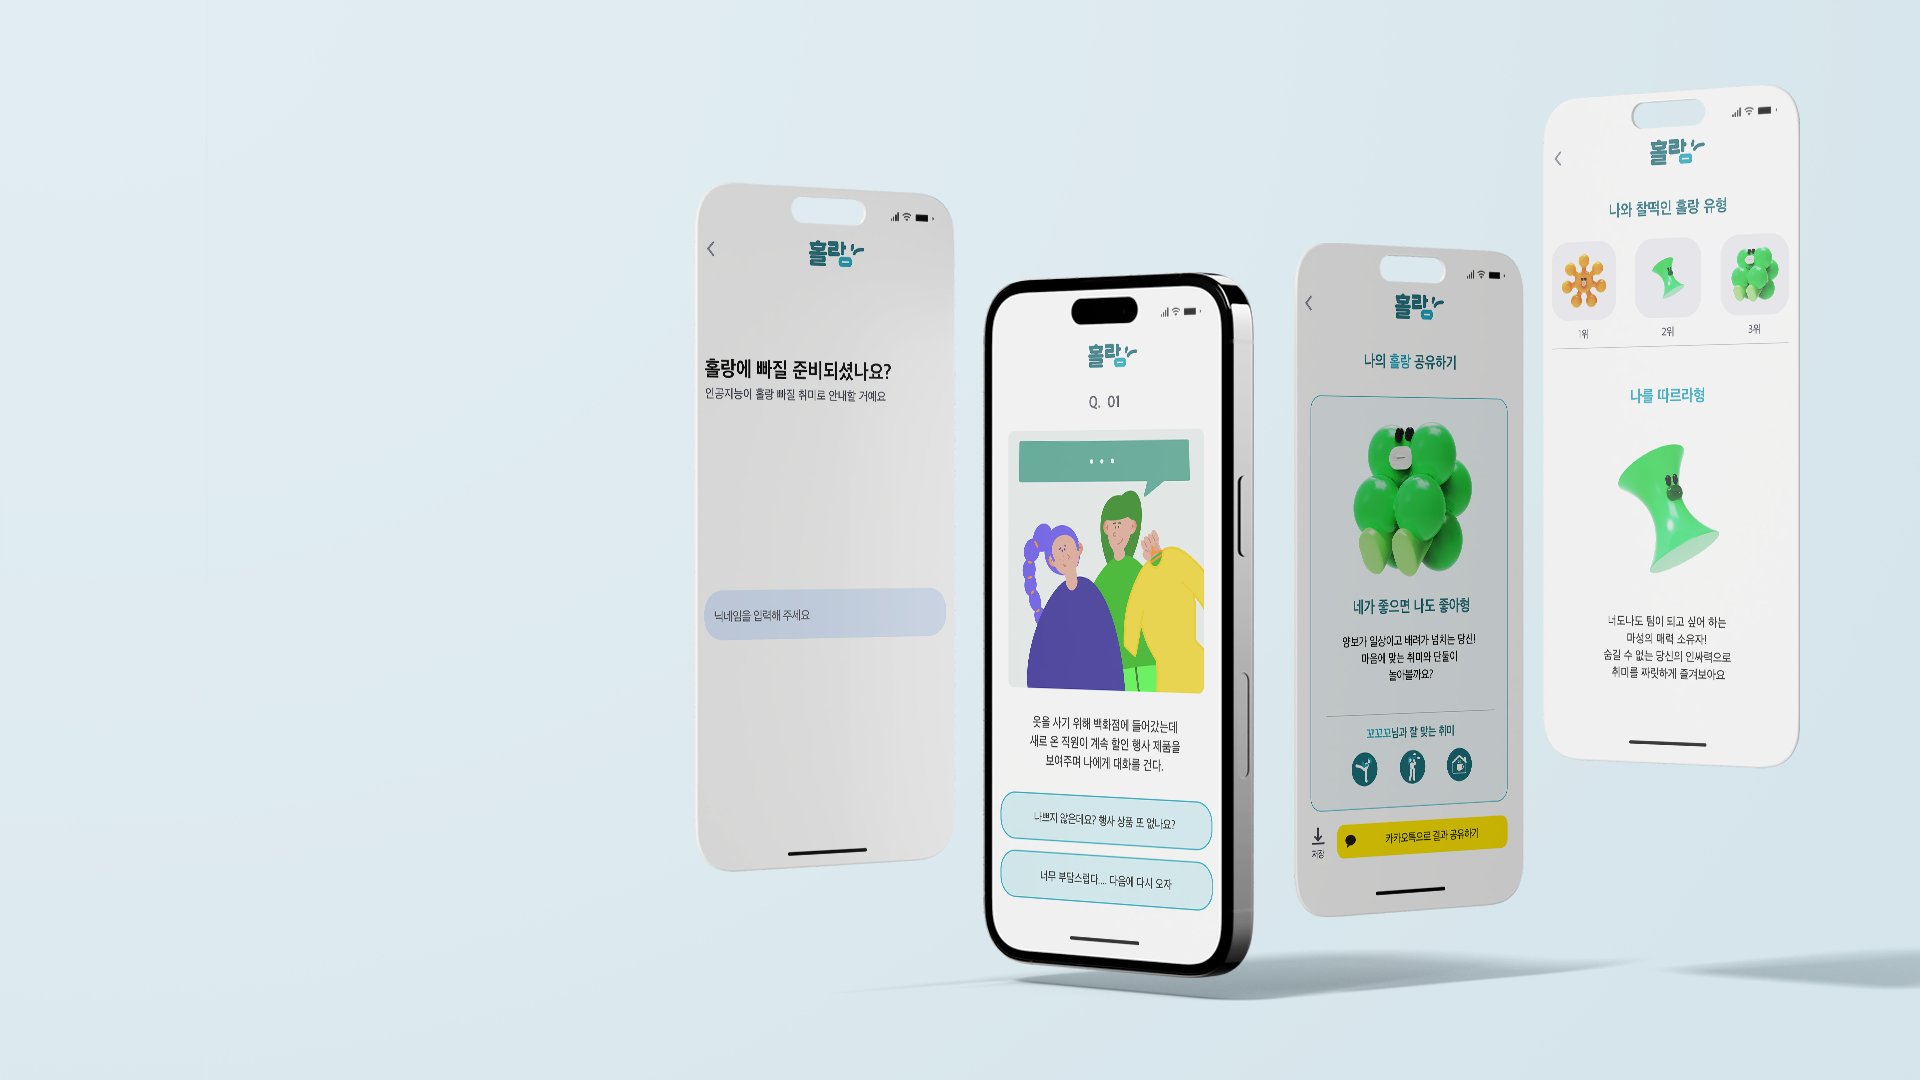 홀랑
홀랑에 빠질 준비되셨나요?
인공지능이 홀랑 빠질 취미로 안내할 거예요
닉네임을 입력해 주세요
홀랑
Q. 01
옷을 사기 위해 백화점에 들어갔는데
새로 온 직원이 계속 할인 행사 제품을
보여주며 나에게 대화를 건다.
나쁘지 않은데요? 행사 상품 또 없나요?
너무 부담스럽다.... 다음에 다시 오자
홀랑
나의 홀랑 공유하기
네가 좋으면 나도 좋아형
양보가 일상이고 배려가 넘치는 당신!
마음에 맞는 취미와 단둘이
놀아볼까요?
꼬꼬꼬님과 잘 맞는 취미
저장
카카오톡으로 결과 공유하기
홀랑
나와 찰떡인 홀랑 유형
1위
2위
3위
나를 따르라형
너도나도 팀이 되고 싶어 하는
마성의 매력 소유자!
숨길 수 없는 당신의 인싸력으로
취미를 짜릿하게 즐겨보아요